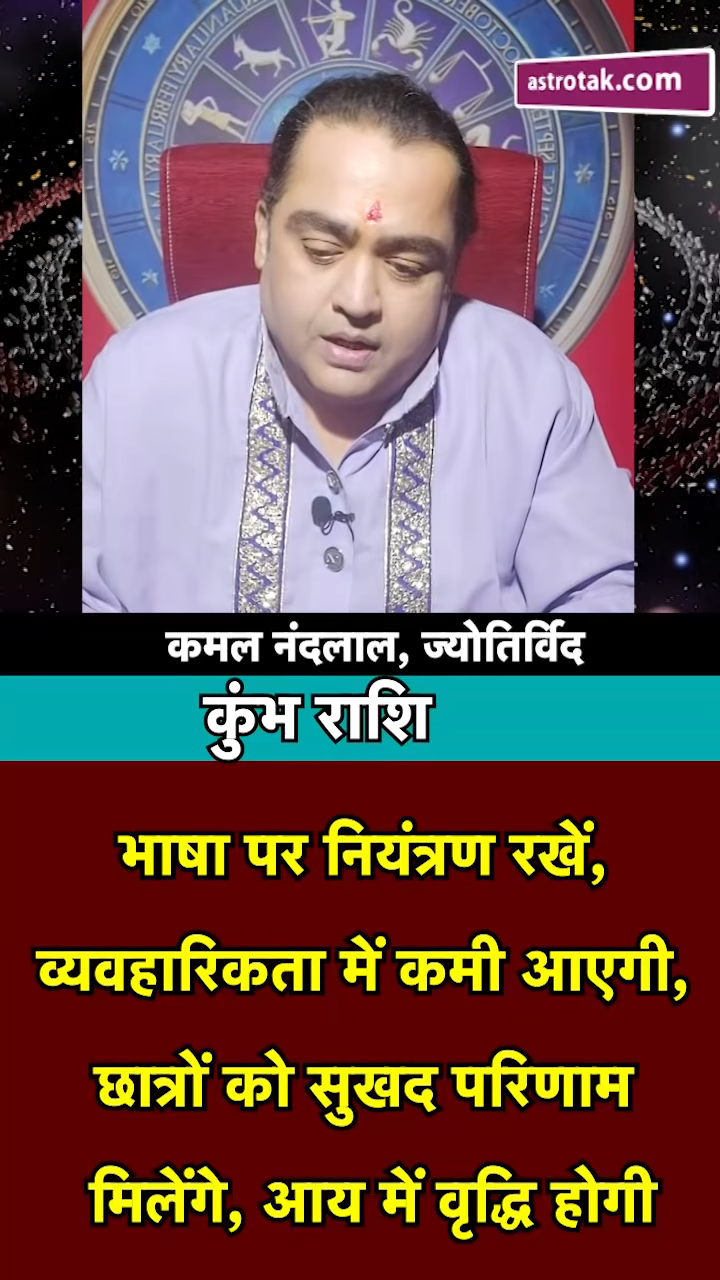 astrotak.com
कमल नंदलाल, ज्योतिर्विद
कुंभ राशि
भाषा पर नियंत्रण रखें,
व्यवहारिकता में कमी आएगी,
छात्रों को सुखद परिणाम
मिलेंगे, आय में वृद्धि होगी